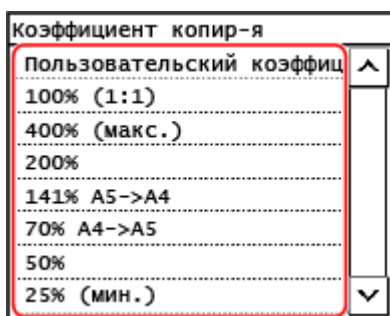 Коэффициент копир-я
Пользовательский коэффиц
100% (1:1)
400% (макс.)
200%
141% A5->A4
70% A4->A5
50%
25% (мин.)